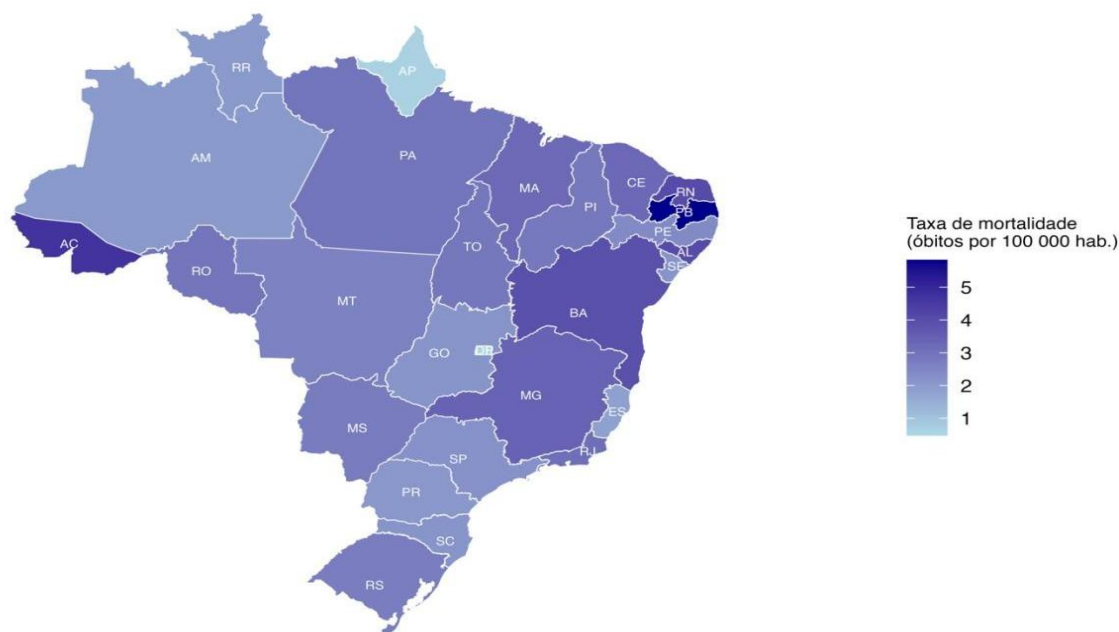 RR
AP
AM
PA
MA
CE
RN
PB
PI
PE
AC
AL
SE
TO
RO
BA
MT
GO
DF
MG
ES
MS
RJ
SP
PR
SC
RS
Taxa de mortalidade
(óbitos por 100 000 hab.)
5
4
3
2
1